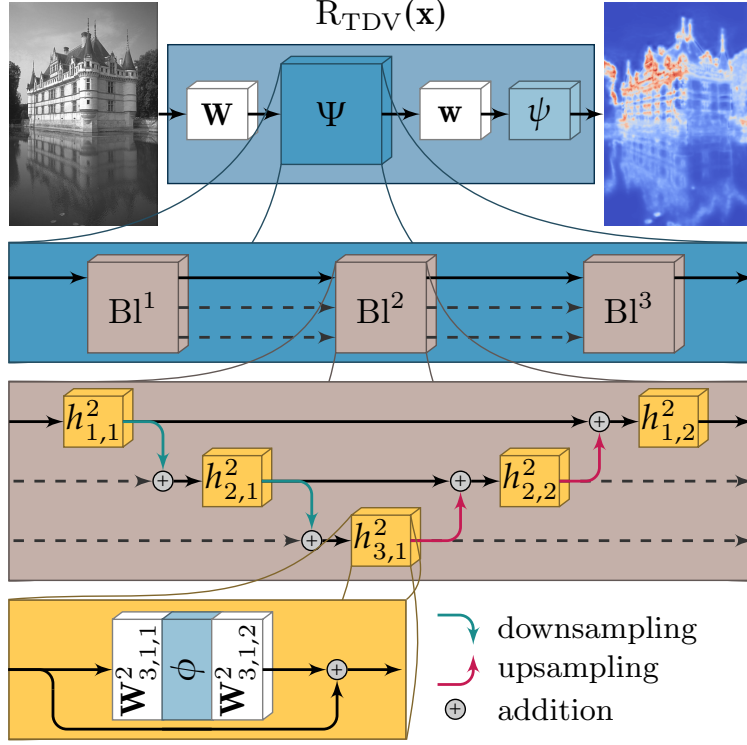 R_TDV(x)
W Ψ w ψ
Bl^1 Bl^2 Bl^3
h^2_{1,1} h^2_{1,2}
h^2_{2,1} h^2_{2,2}
h^2_{3,1}
W^2_{3,1,1} ϕ W^2_{3,1,2}
downsampling
upsampling
addition